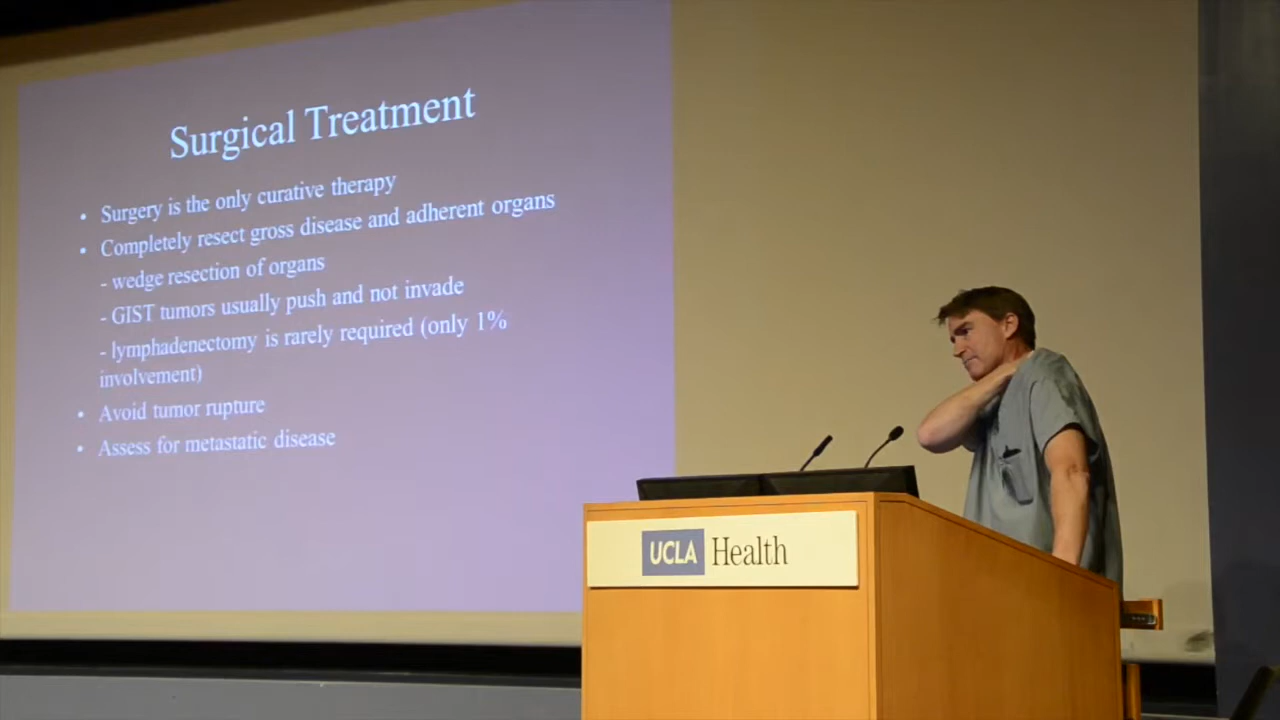 Surgical Treatment
• Surgery is the only curative therapy
• Completely resect gross disease and adherent organs
- wedge resection of organs
- GIST tumors usually push and not invade
- lymphadenectomy is rarely required (only 1%
involvement)
• Avoid tumor rupture
• Assess for metastatic disease
UCLA Health